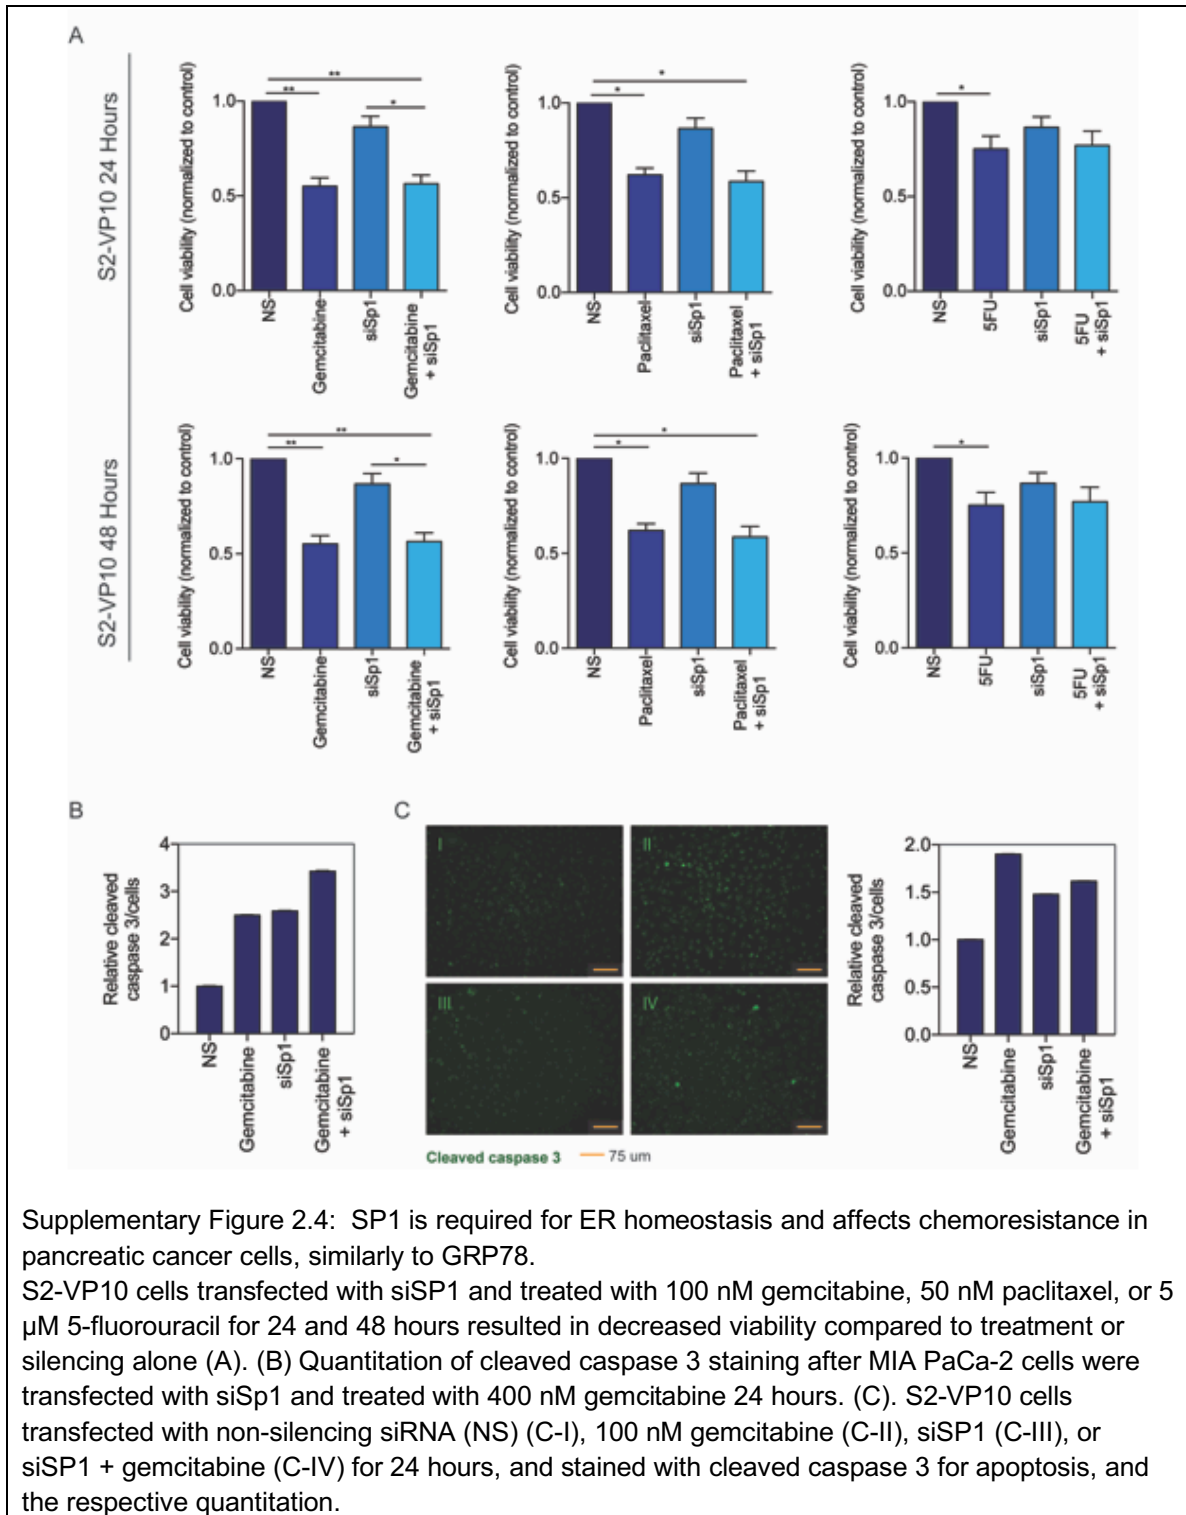 A
S2-VP10 24 Hours
Cell viability (normalized to control)
1.0
0.5
0.0
**
**
*
NS
Gemcitabine
siSp1
Gemcitabine
+ siSp1
Cell viability (normalized to control)
1.0
0.5
0.0
*
*
NS
Paclitaxel
siSp1
Paclitaxel
+ siSp1
Cell viability (normalized to control)
1.0
0.5
0.0
*
NS
5FU
siSp1
5FU
+ siSp1
S2-VP10 48 Hours
Cell viability (normalized to control)
1.0
0.5
0.0
**
**
*
NS
Gemcitabine
siSp1
Gemcitabine
+ siSp1
Cell viability (normalized to control)
1.0
0.5
0.0
*
*
NS
Paclitaxel
siSp1
Paclitaxel
+ siSp1
Cell viability (normalized to control)
1.0
0.5
0.0
*
NS
5FU
siSp1
5FU
+ siSp1
B
Relative cleaved
caspase 3/cells
4
3
2
1
0
NS
Gemcitabine
siSp1
Gemcitabine
+ siSp1
C
I
II
III
IV
Cleaved caspase 3
75 um
Relative cleaved
caspase 3/cells
2.0
1.5
1.0
0.5
0.0
NS
Gemcitabine
siSp1
Gemcitabine
+ siSp1
Supplementary Figure 2.4:  SP1 is required for ER homeostasis and affects chemoresistance in
pancreatic cancer cells, similarly to GRP78.
S2-VP10 cells transfected with siSP1 and treated with 100 nM gemcitabine, 50 nM paclitaxel, or 5
µM 5-fluorouracil for 24 and 48 hours resulted in decreased viability compared to treatment or
silencing alone (A). (B) Quantitation of cleaved caspase 3 staining after MIA PaCa-2 cells were
transfected with siSp1 and treated with 400 nM gemcitabine 24 hours. (C). S2-VP10 cells
transfected with non-silencing siRNA (NS) (C-I), 100 nM gemcitabine (C-II), siSP1 (C-III), or
siSP1 + gemcitabine (C-IV) for 24 hours, and stained with cleaved caspase 3 for apoptosis, and
the respective quantitation.